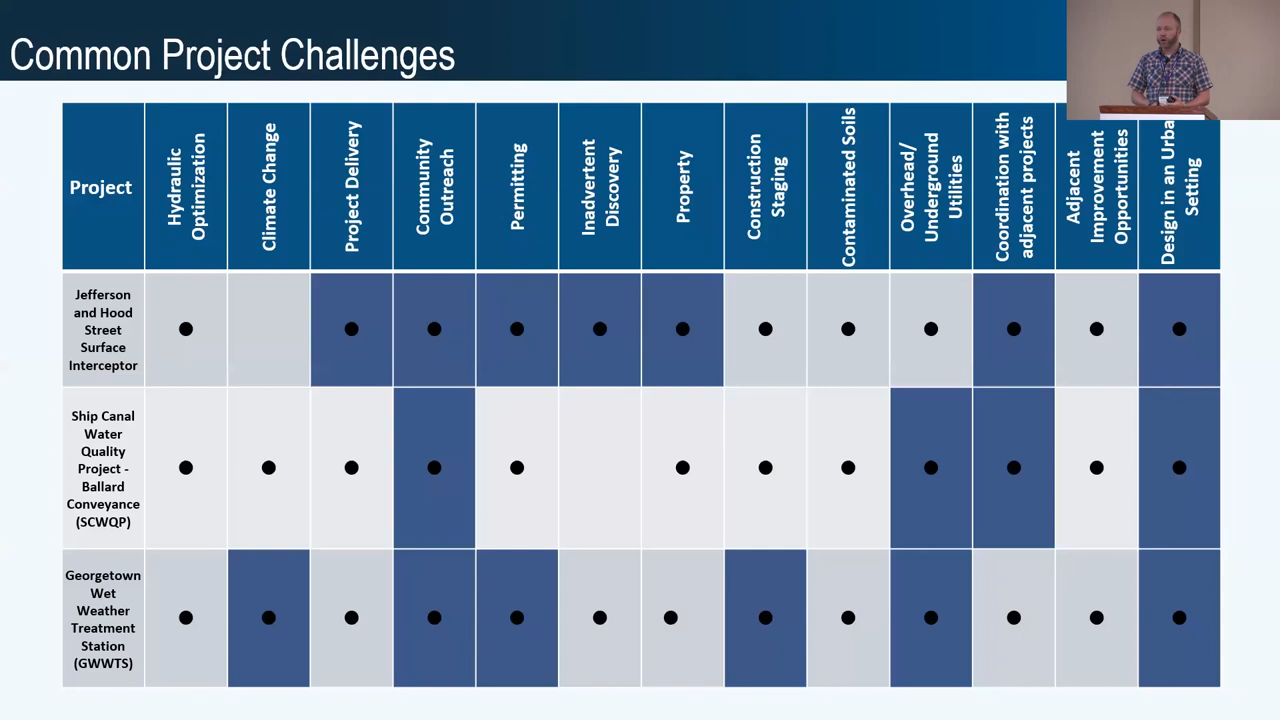 Common Project Challenges
Project
Hydraulic
Optimization
Climate Change
Project Delivery
Community
Outreach
Permitting
Inadvertent
Discovery
Property
Construction
Staging
Contaminated Soils
Overhead/
Underground
Utilities
Coordination with
adjacent projects
Adjacent
Improvement
Opportunities
Design in an Urba
Setting
Jefferson
and Hood
Street
Surface
Interceptor
Ship Canal
Water
Quality
Project -
Ballard
Conveyance
(SCWQP)
Georgetown
Wet
Weather
Treatment
Station
(GWWTS)